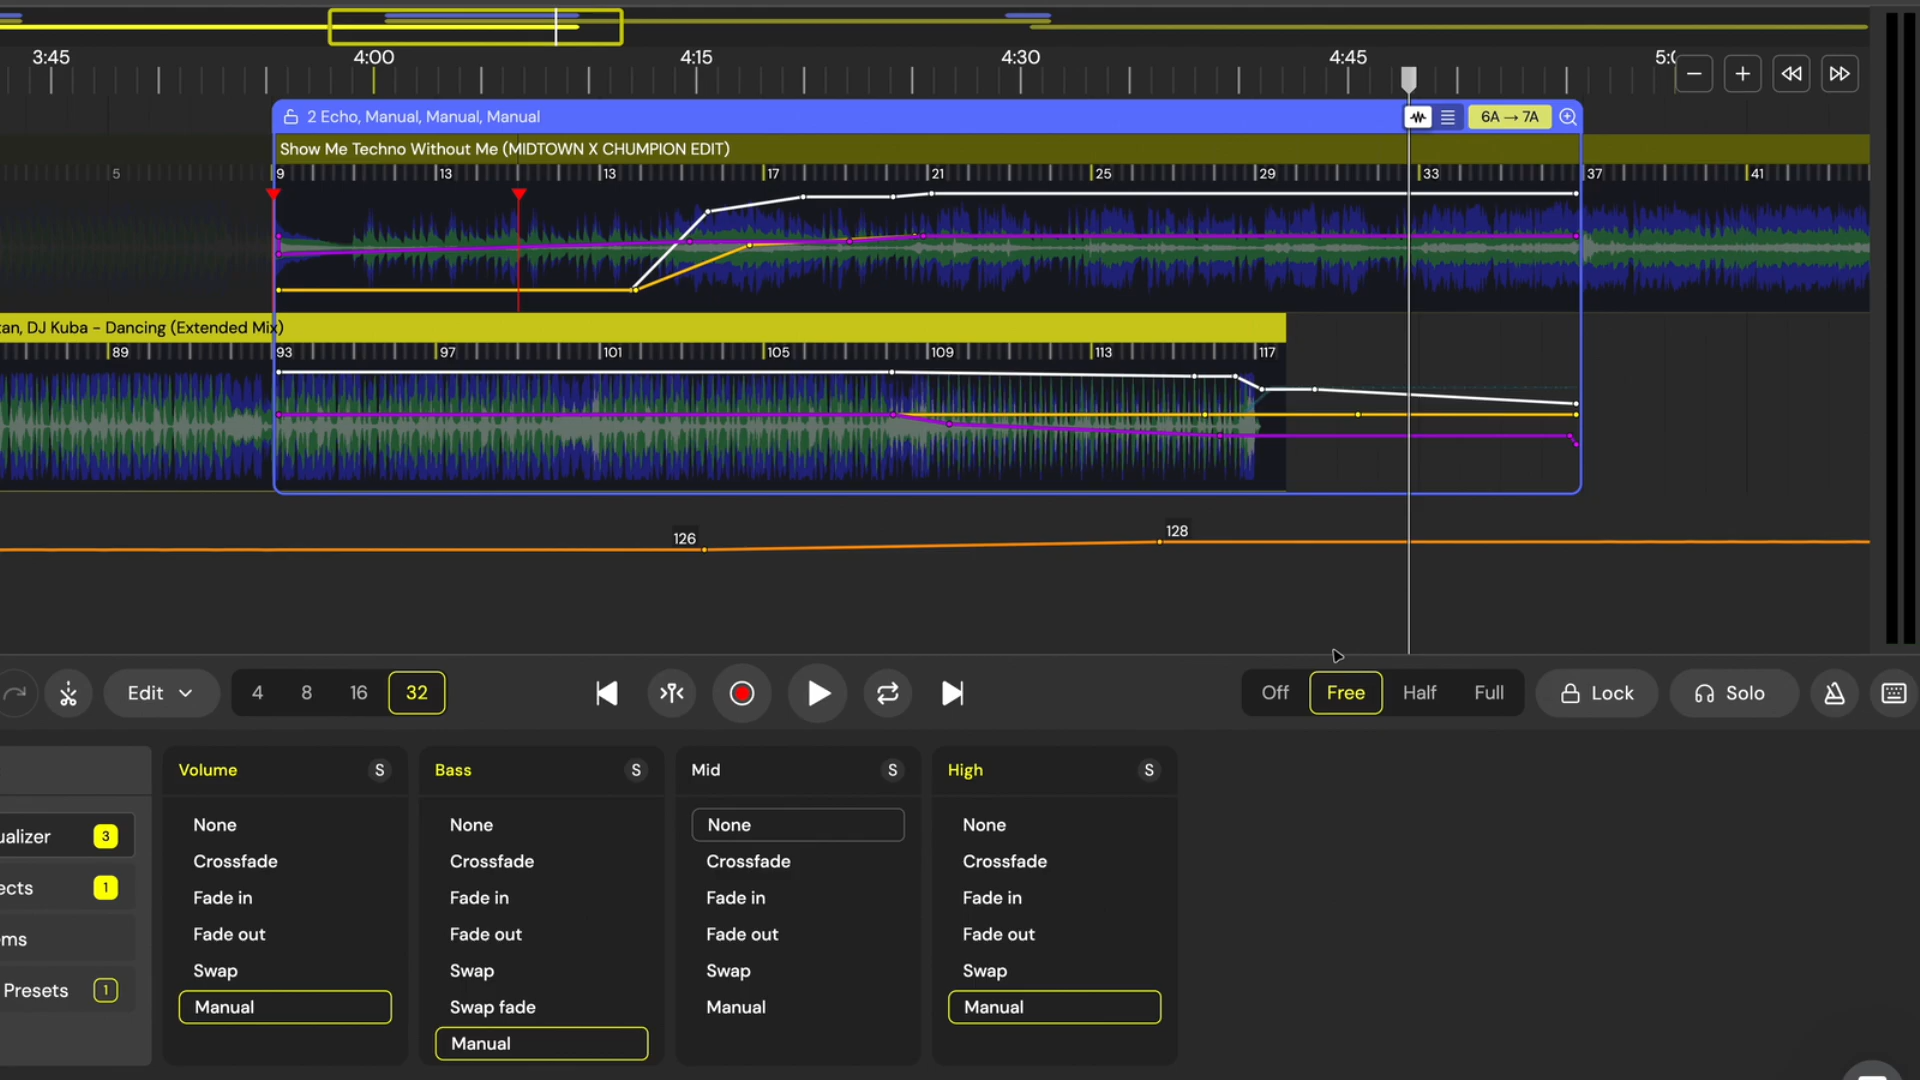 3:45 4:00 4:15 4:30 4:45
2 Echo, Manual, Manual, Manual 6A → 7A
Show Me Techno Without Me (MIDTOWN X CHUMPION EDIT)
5 9 13 13 17 21 25 29 33 37 41
tan, DJ Kuba - Dancing (Extended Mix)
89 93 97 101 105 109 113 117
126 128
Edit 4 8 16 32 Off Free Half Full Lock Solo
Volume S Bass S Mid S High S
None None None None
ualizer 3 Crossfade Crossfade Crossfade Crossfade
ects 1 Fade in Fade in Fade in Fade in
ms Fade out Fade out Fade out Fade out
Presets 1 Swap Swap Swap Swap
Manual Swap fade Manual Manual
Manual